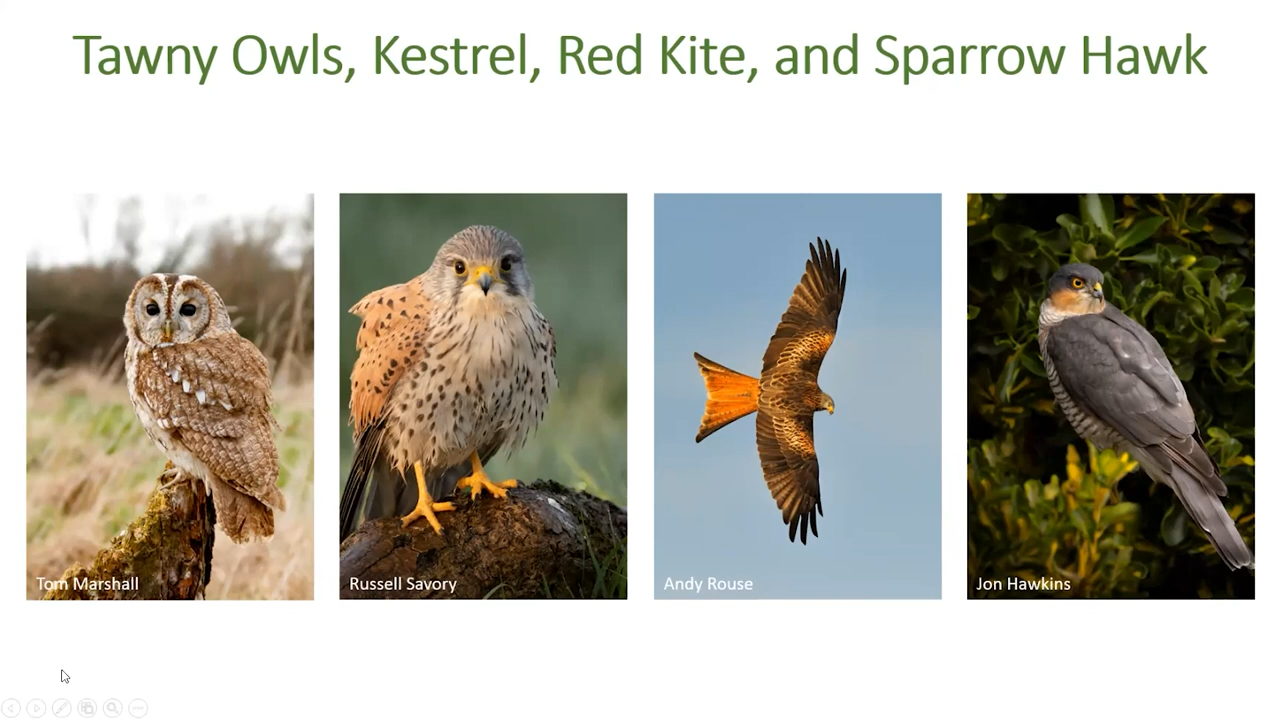 Tawny Owls, Kestrel, Red Kite, and Sparrow Hawk
Tom Marshall
Russell Savory
Andy Rouse
Jon Hawkins